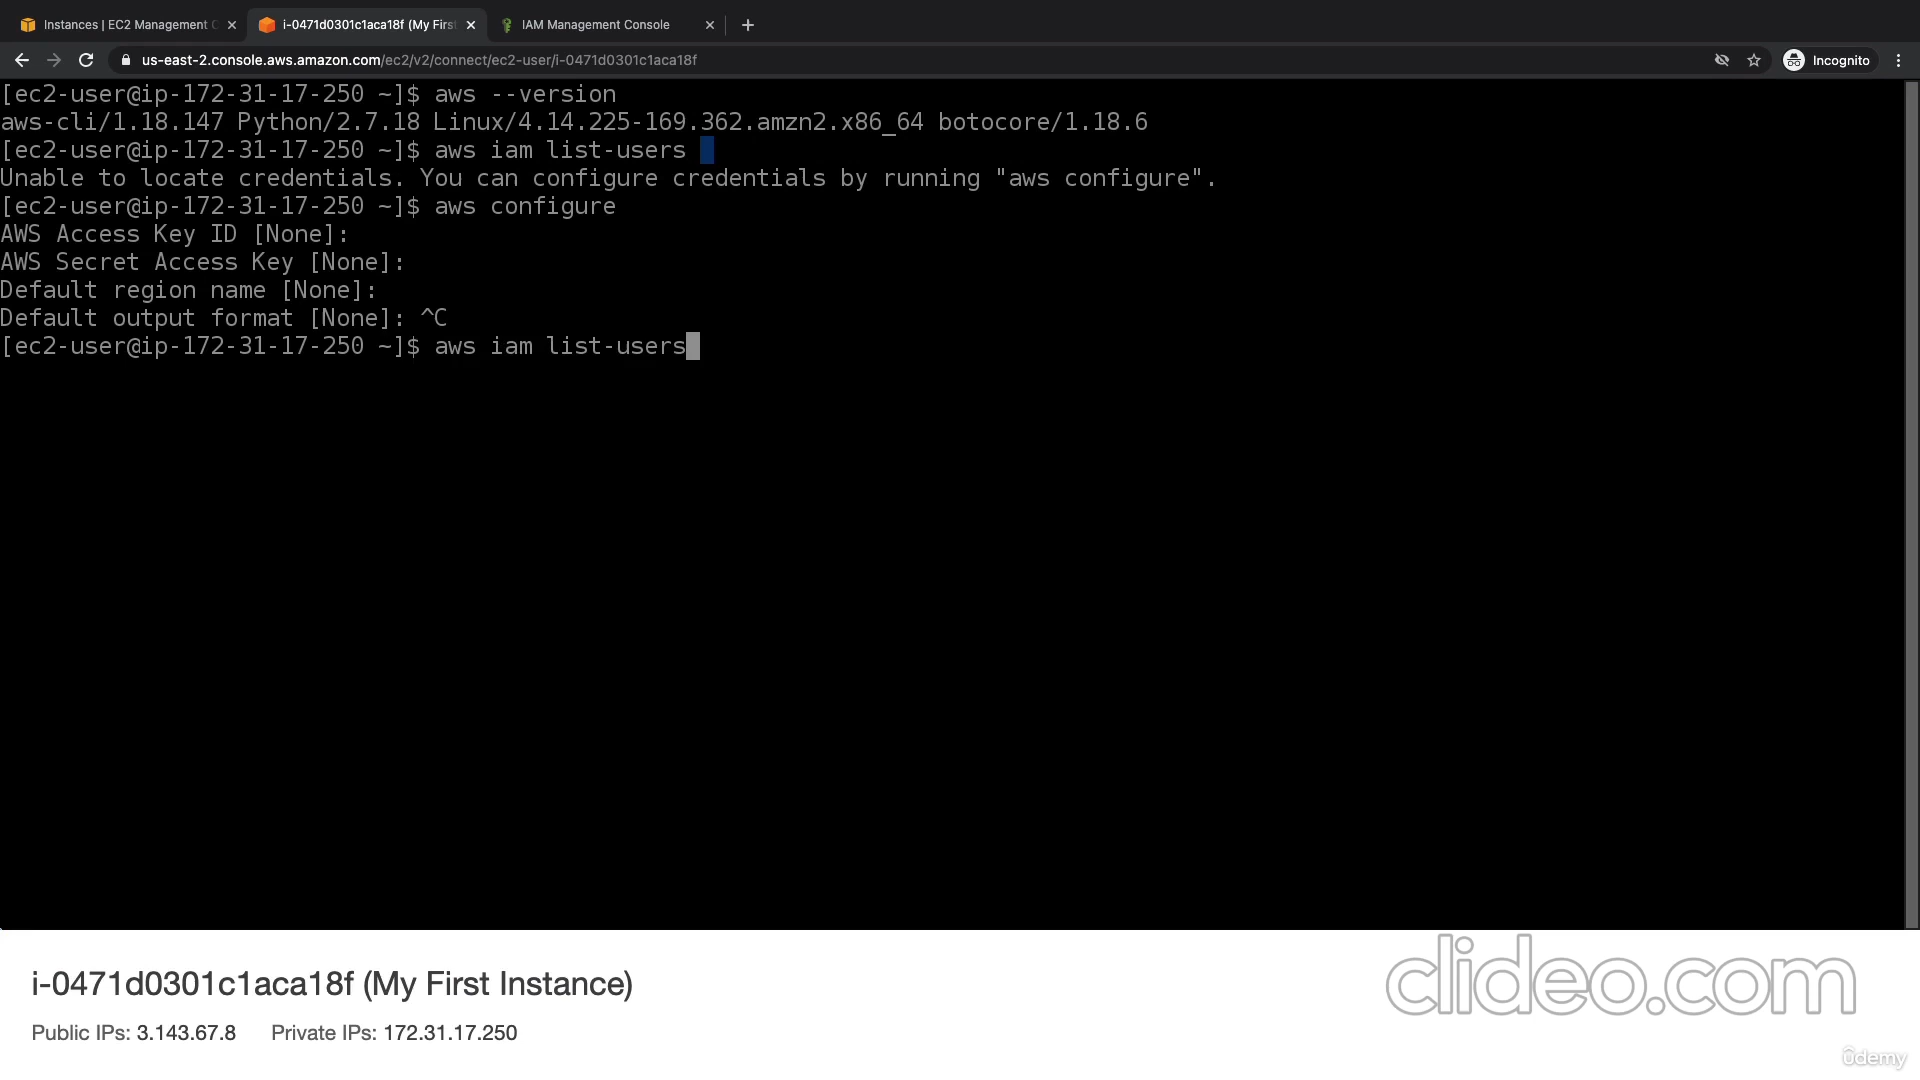 Instances | EC2 Management C
i-0471d0301c1aca18f (My Firs
IAM Management Console
us-east-2.console.aws.amazon.com/ec2/v2/connect/ec2-user/i-0471d0301c1aca18f
Incognito
[ec2-user@ip-172-31-17-250 ~]$ aws --version
aws-cli/1.18.147 Python/2.7.18 Linux/4.14.225-169.362.amzn2.x86_64 botocore/1.18.6
[ec2-user@ip-172-31-17-250 ~]$ aws iam list-users
Unable to locate credentials. You can configure credentials by running "aws configure".
[ec2-user@ip-172-31-17-250 ~]$ aws configure
AWS Access Key ID [None]:
AWS Secret Access Key [None]:
Default region name [None]:
Default output format [None]: ^C
[ec2-user@ip-172-31-17-250 ~]$ aws iam list-users
i-0471d0301c1aca18f (My First Instance)
Public IPs: 3.143.67.8 Private IPs: 172.31.17.250
clideo.com
ûdemy